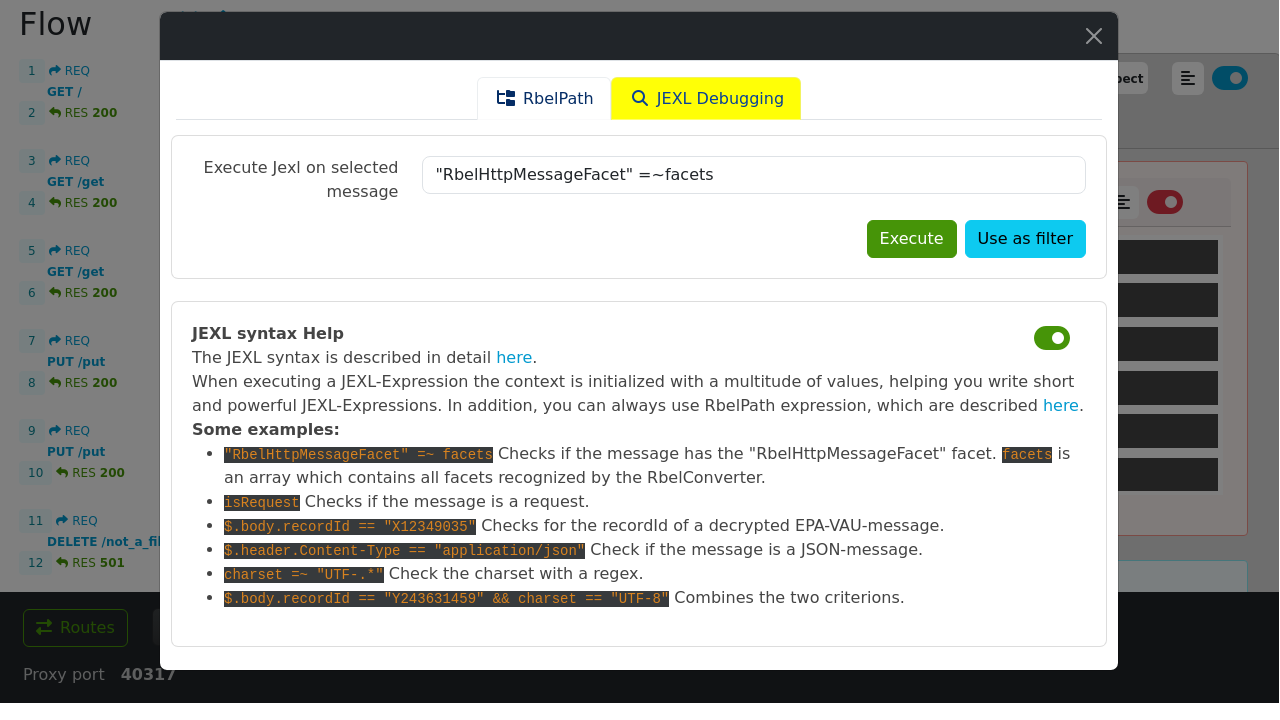 Flow
1 REQ
GET /
2 RES 200
3 REQ
GET /get
4 RES 200
5 REQ
GET /get
6 RES 200
7 REQ
PUT /put
8 RES 200
9 REQ
PUT /put
10 RES 200
11 REQ
DELETE /not_a_fil
12 RES 501
Routes
Proxy port 40317
pect
RbelPath
JEXL Debugging
Execute Jexl on selected
message
"RbelHttpMessageFacet" =~facets
Execute
Use as filter
JEXL syntax Help
The JEXL syntax is described in detail here.
When executing a JEXL-Expression the context is initialized with a multitude of values, helping you write short
and powerful JEXL-Expressions. In addition, you can always use RbelPath expression, which are described here.
Some examples:
• "RbelHttpMessageFacet" =~ facets Checks if the message has the "RbelHttpMessageFacet" facet. facets is
an array which contains all facets recognized by the RbelConverter.
• isRequest Checks if the message is a request.
• $.body.recordId == "X12349035" Checks for the recordId of a decrypted EPA-VAU-message.
• $.header.Content-Type == "application/json" Check if the message is a JSON-message.
• charset =~ "UTF-.*" Check the charset with a regex.
• $.body.recordId == "Y243631459" && charset == "UTF-8" Combines the two criterions.